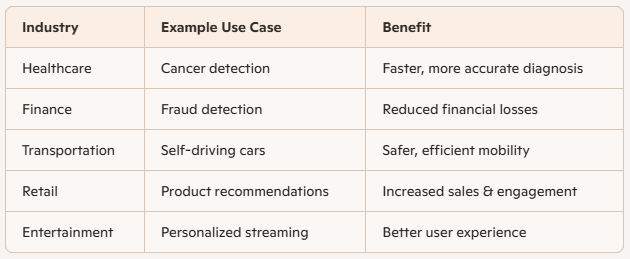 Industry Example Use Case Benefit
Healthcare Cancer detection Faster, more accurate diagnosis
Finance Fraud detection Reduced financial losses
Transportation Self-driving cars Safer, efficient mobility
Retail Product recommendations Increased sales & engagement
Entertainment Personalized streaming Better user experience